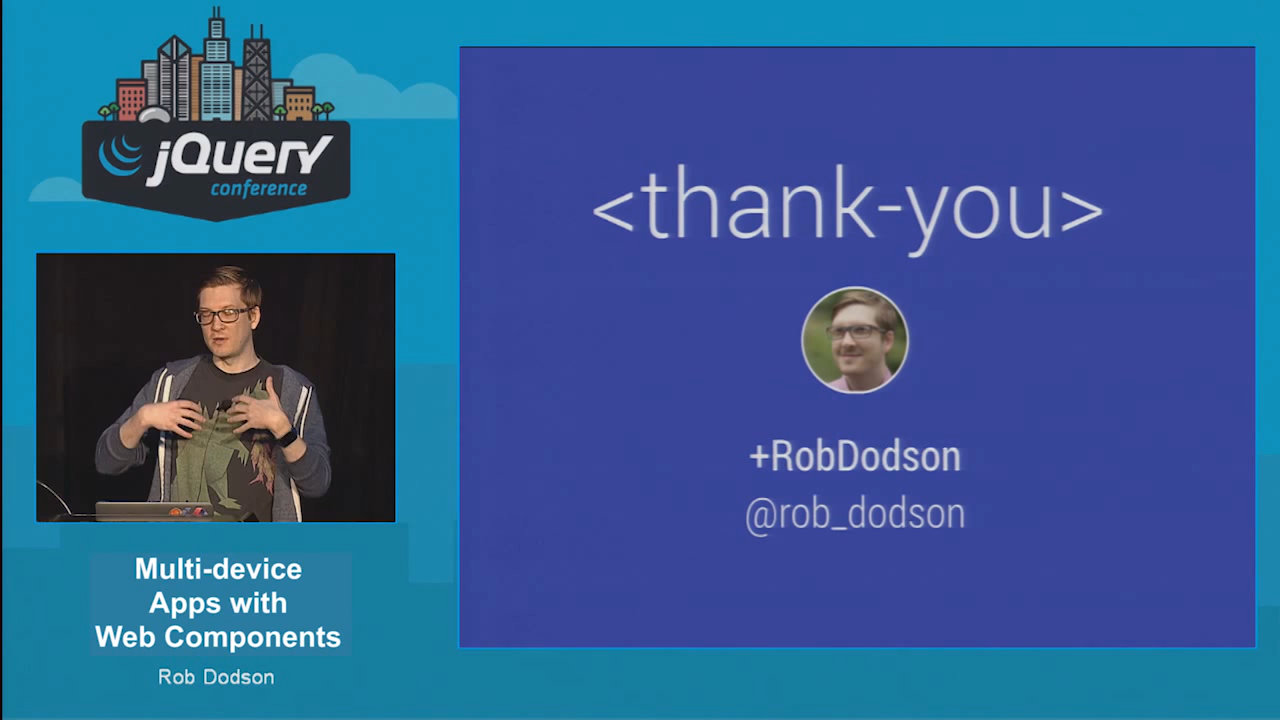 jQuery
conference
<thank-you>
+RobDodson
@rob_dodson
Multi-device
Apps with
Web Components
Rob Dodson